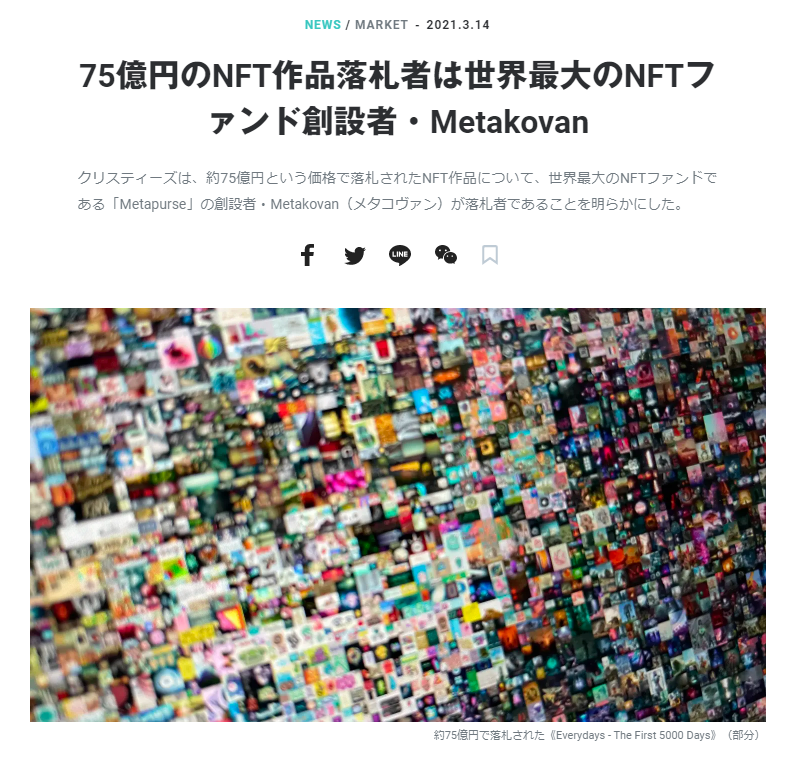 NEWS / MARKET - 2021.3.14
75億円のNFT作品落札者は世界最大のNFTフ
ァンド創設者・Metakovan
クリスティーズは、約75億円という価格で落札されたNFT作品について、世界最大のNFTファンドで
ある「Metapurse」の創設者・Metakovan（メタコヴァン）が落札者であることを明らかにした。
LINE
約75億円で落札された《Everydays - The First 5000 Days》（部分）